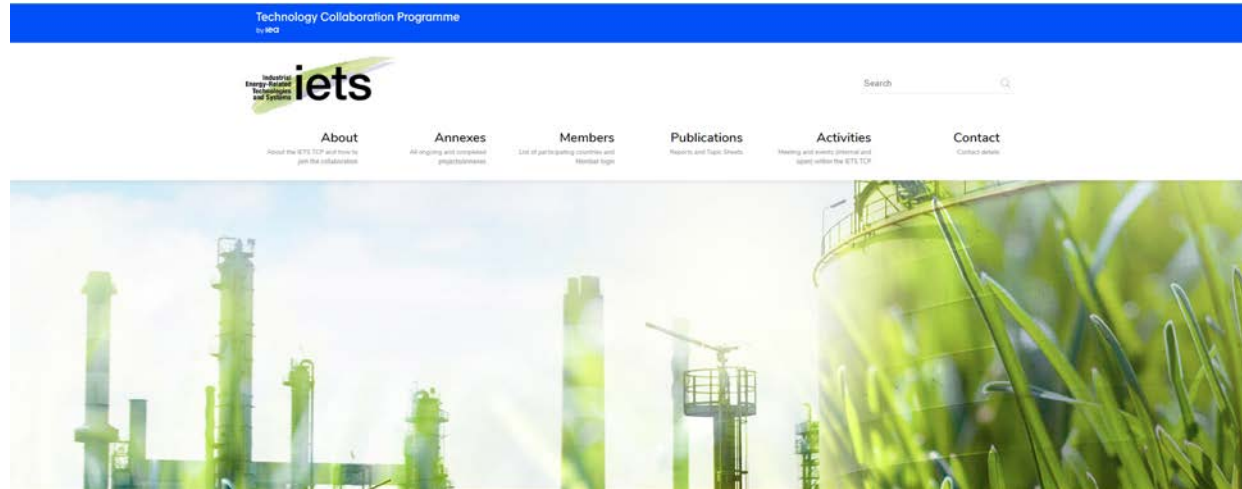 Technology Collaboration Programme
by iea
Industrial
Energy-Related
Technologies
and Systems
iets
Search
About
About the IETS TCP and how to
join the collaboration
Annexes
All ongoing and completed
projects/annexes
Members
List of participating countries and
Member login
Publications
Reports and Topic Sheets
Activities
Meeting and events (internal and
open) within the IETS TCP
Contact
Contact details